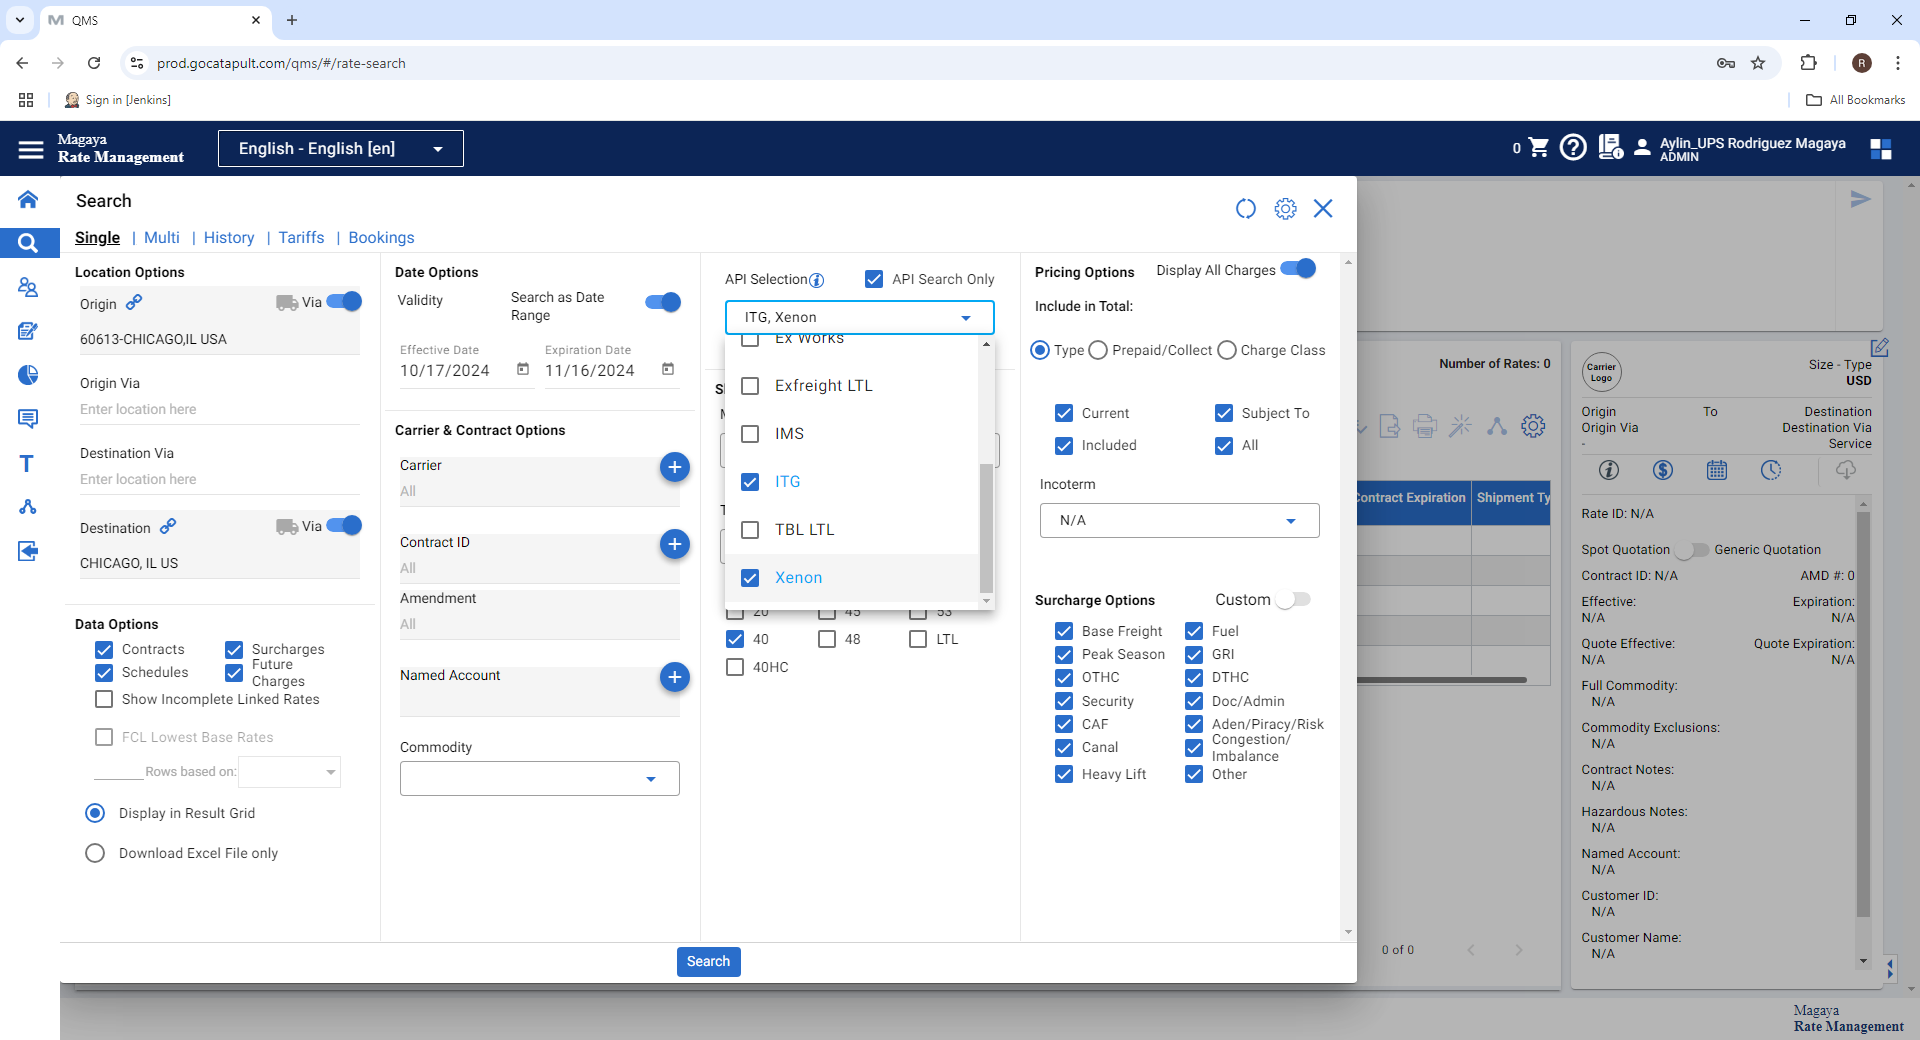 QMS
prod.gocatapult.com/qms/#/rate-search
R
Sign in [Jenkins]
All Bookmarks
Magaya
Rate Management
English - English [en]
0
Aylin_UPS Rodriguez Magaya
ADMIN
Search
Single | Multi | History | Tariffs | Bookings
Location Options
Origin
Via
60613-CHICAGO,IL USA
Origin Via
Enter location here
Destination Via
Enter location here
Destination
Via
CHICAGO, IL US
Data Options
Contracts
Surcharges
Schedules
Future Charges
Show Incomplete Linked Rates
FCL Lowest Base Rates
Rows based on:
Display in Result Grid
Download Excel File only
Date Options
Validity
Search as Date
Range
Effective Date
Expiration Date
10/17/2024
11/16/2024
Carrier & Contract Options
Carrier
All
Contract ID
All
Amendment
All
Named Account
Commodity
API Selection
API Search Only
ITG, Xenon
Ex Works
Exfreight LTL
IMS
ITG
TBL LTL
Xenon
20
45
53
40
48
LTL
40HC
Search
Pricing Options
Display All Charges
Include in Total:
Type
Prepaid/Collect
Charge Class
Current
Subject To
Included
All
Incoterm
N/A
Surcharge Options
Custom
Base Freight
Fuel
Peak Season
GRI
OTHC
DTHC
Security
Doc/Admin
CAF
Aden/Piracy/Risk
Canal
Congestion/
Imbalance
Heavy Lift
Other
Number of Rates: 0
Contract Expiration
Shipment Ty
0 of 0
Carrier
Logo
Size - Type
USD
Origin
To
Destination
Origin Via
Destination Via
-
Service
Rate ID: N/A
Spot Quotation
Generic Quotation
Contract ID: N/A
AMD #: 0
Effective:
Expiration:
N/A
N/A
Quote Effective:
Quote Expiration:
N/A
N/A
Full Commodity:
N/A
Commodity Exclusions:
N/A
Contract Notes:
N/A
Hazardous Notes:
N/A
Named Account:
N/A
Customer ID:
N/A
Customer Name:
N/A
Magaya
Rate Management